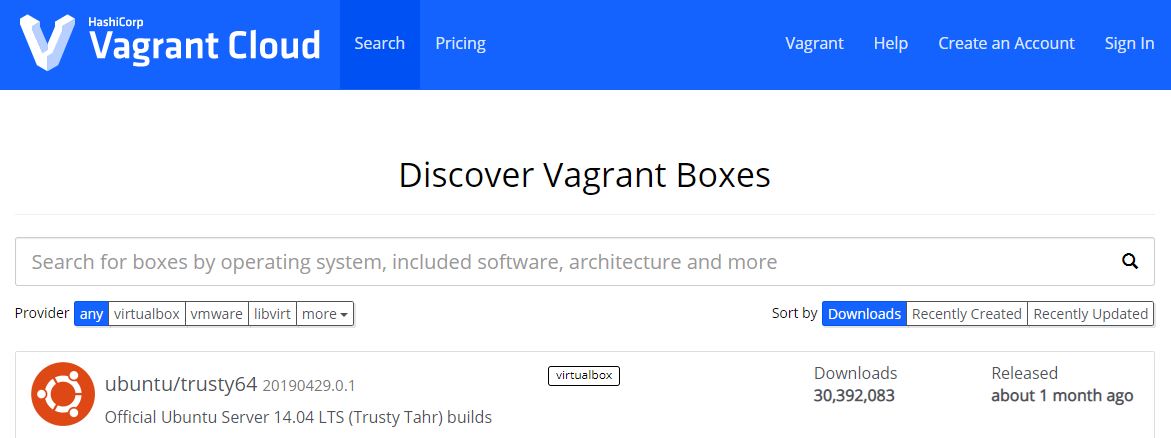 HashiCorp
Vagrant Cloud
Search Pricing Vagrant Help Create an Account Sign In
Discover Vagrant Boxes
Search for boxes by operating system, included software, architecture and more
Provider any virtualbox vmware libvirt more Sort by Downloads Recently Created Recently Updated
ubuntu/trusty64 20190429.0.1 virtualbox Downloads Released
30,392,083 about 1 month ago
Official Ubuntu Server 14.04 LTS (Trusty Tahr) builds